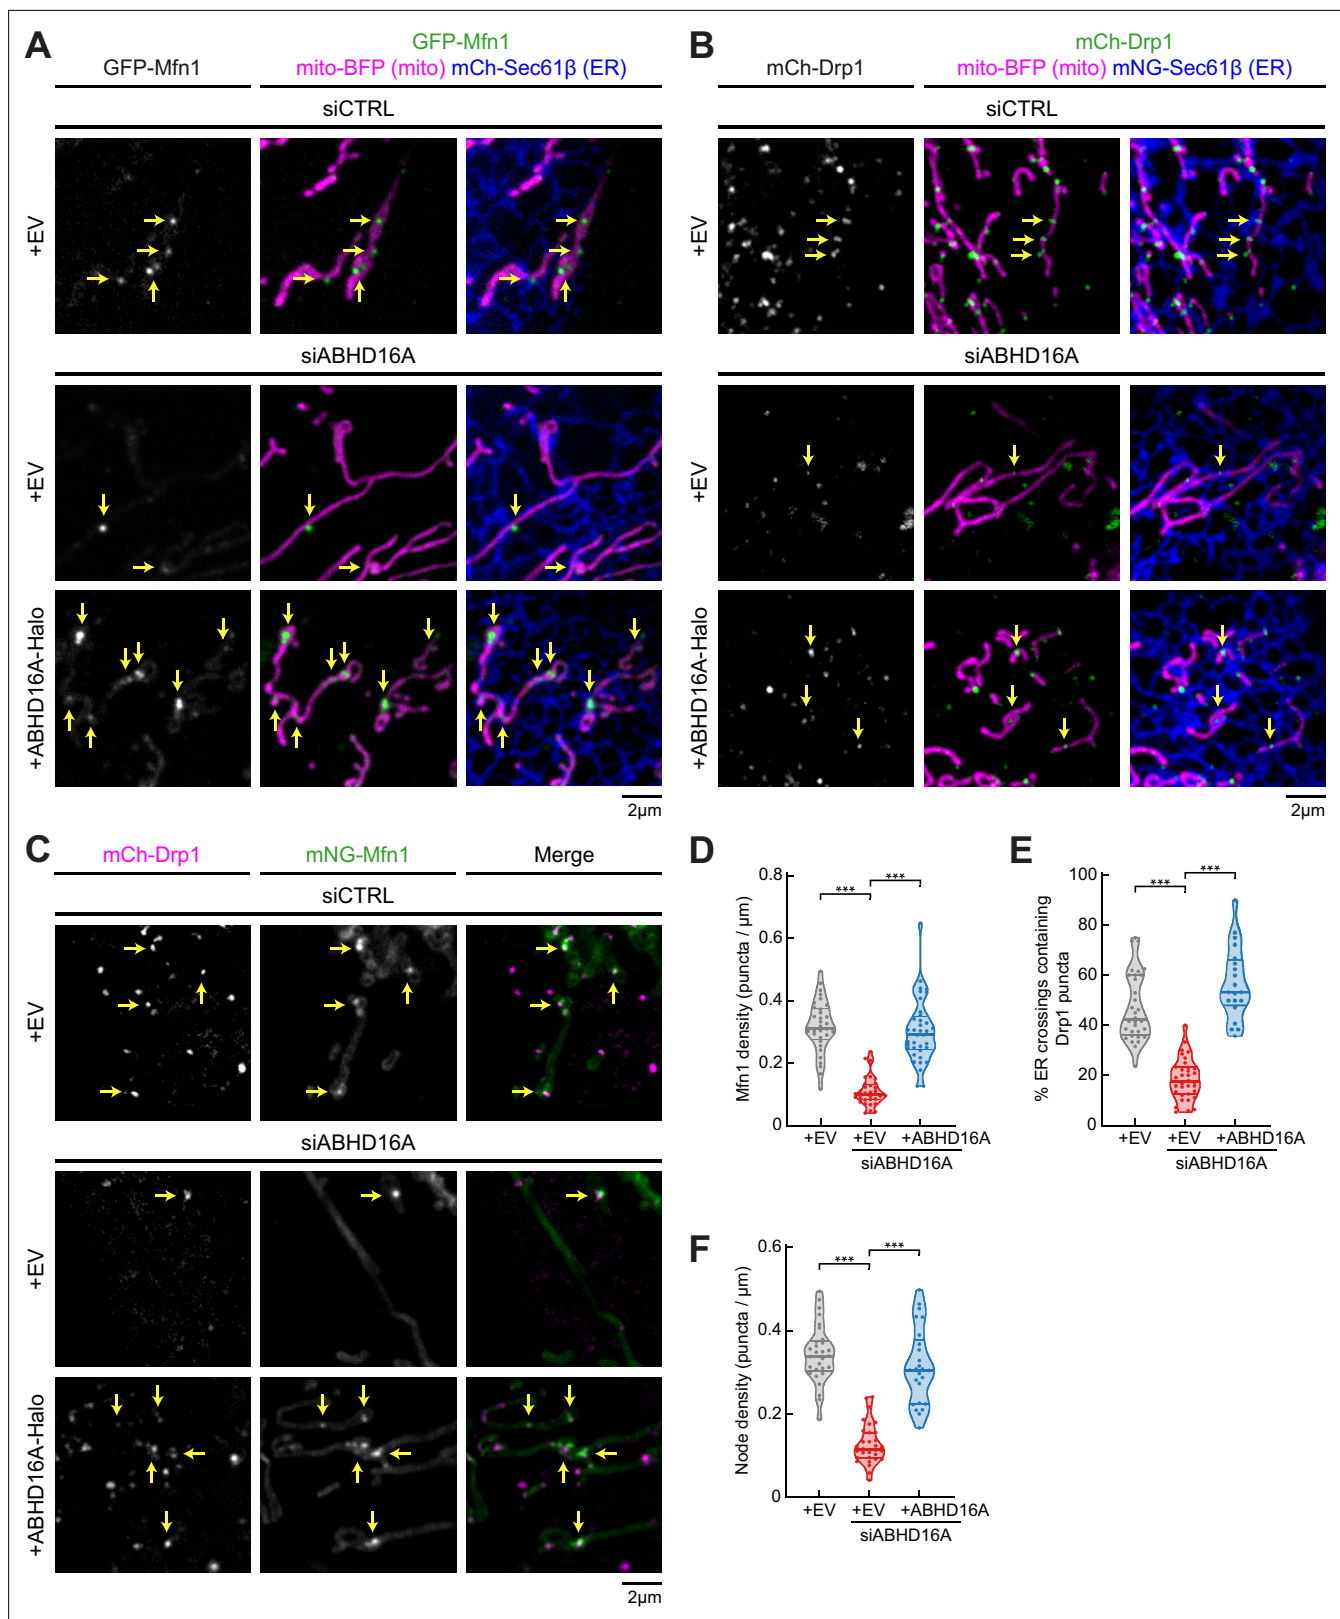 A
GFP-Mfn1
GFP-Mfn1
mito-BFP (mito) mCh-Sec61β (ER)
siCTRL
+EV
siABHD16A
+EV
+ABHD16A-Halo
2µm
B
mCh-Drp1
mCh-Drp1
mito-BFP (mito) mNG-Sec61β (ER)
siCTRL
+EV
siABHD16A
+EV
+ABHD16A-Halo
2µm
C
mCh-Drp1
mNG-Mfn1
Merge
siCTRL
+EV
siABHD16A
+EV
+ABHD16A-Halo
2µm
D
Mfn1 density (puncta / µm)
0.8
0.6
0.4
0.2
0
***
***
+EV
+EV
+ABHD16A
siABHD16A
E
% ER crossings containing
Drp1 puncta
100
80
60
40
20
0
***
***
+EV
+EV
+ABHD16A
siABHD16A
F
Node density (puncta / µm)
0.6
0.4
0.2
0
***
***
+EV
+EV
+ABHD16A
siABHD16A